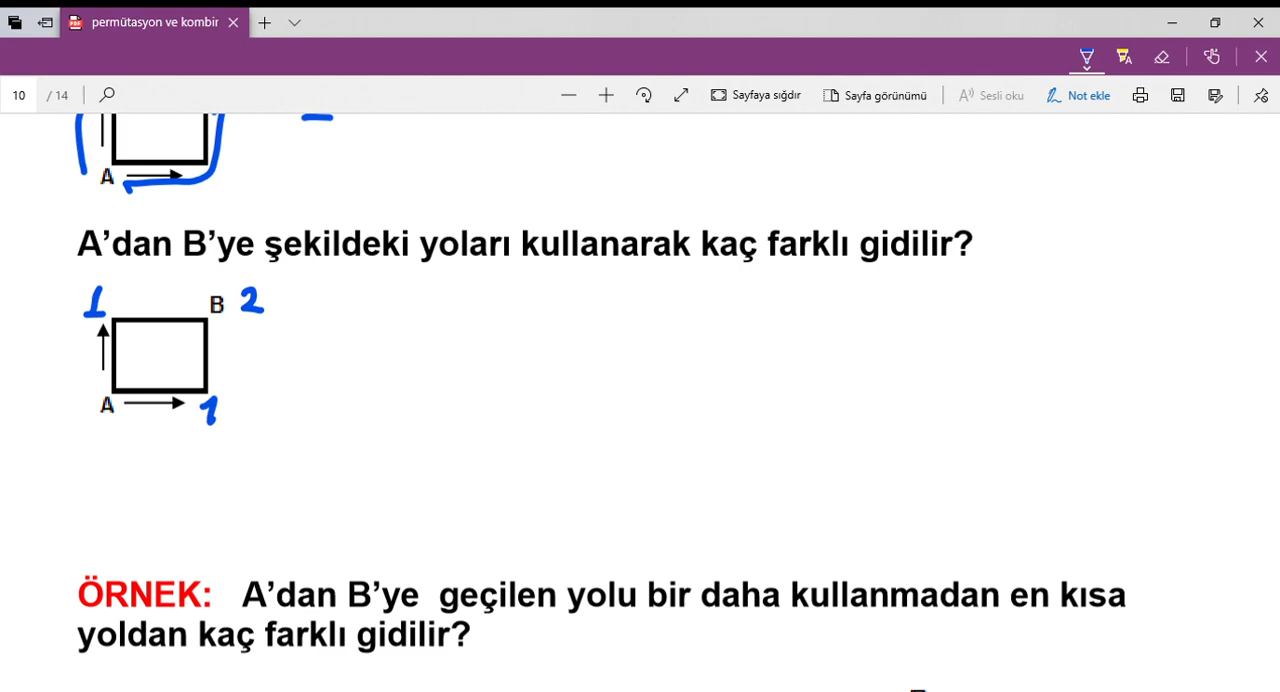 permütasyon ve kombir
10 / 14 Sayfaya sığdır Sayfa görünümü Sesli oku Not ekle
A
A’dan B’ye şekildeki yoları kullanarak kaç farklı gidilir?
1 B 2
A 1
ÖRNEK: A’dan B’ye geçilen yolu bir daha kullanmadan en kısa
yoldan kaç farklı gidilir?